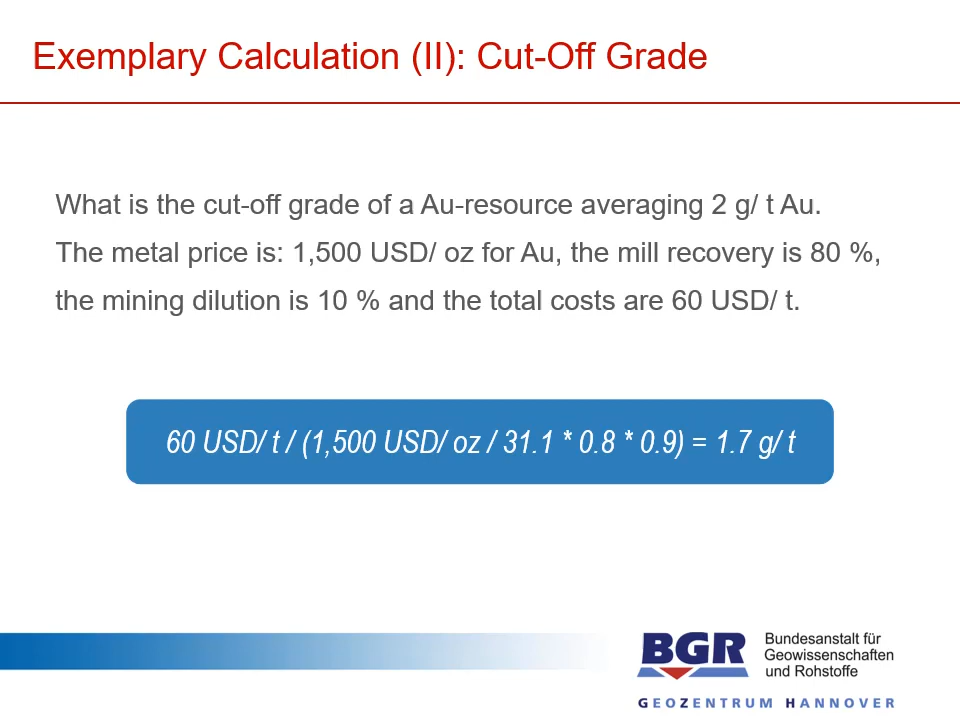 Exemplary Calculation (II): Cut-Off Grade
What is the cut-off grade of a Au-resource averaging 2 g/ t Au.
The metal price is: 1,500 USD/ oz for Au, the mill recovery is 80 %,
the mining dilution is 10 % and the total costs are 60 USD/ t.
60 USD/ t / (1,500 USD/ oz / 31.1 * 0.8 * 0.9) = 1.7 g/ t
BGR
Bundesanstalt für
Geowissenschaften
und Rohstoffe
GEOZENTRUM HANNOVER